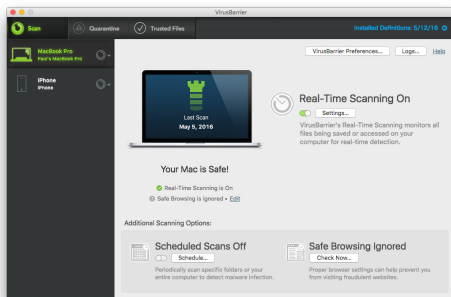 VirusBarrier
Scan
Quarantine
Trusted Files
Installed Definitions: 5/12/16
MacBook Pro
Paul's MacBook Pro
iPhone
iPhone
VirusBarrier Preferences...
Logs...
Help
Last Scan
May 5, 2016
Real-Time Scanning On
Settings...
VirusBarrier's Real-Time Scanning monitors all
files being saved or accessed on your
computer for real-time detection.
Your Mac is Safe!
Real-Time Scanning is On
Safe Browsing is Ignored • Edit
Additional Scanning Options:
Scheduled Scans Off
Schedule...
Periodically scan specific folders or your
entire computer to detect malware infection.
Safe Browsing Ignored
Check Now...
Proper browser settings can help prevent you
from visiting fraudulent websites.